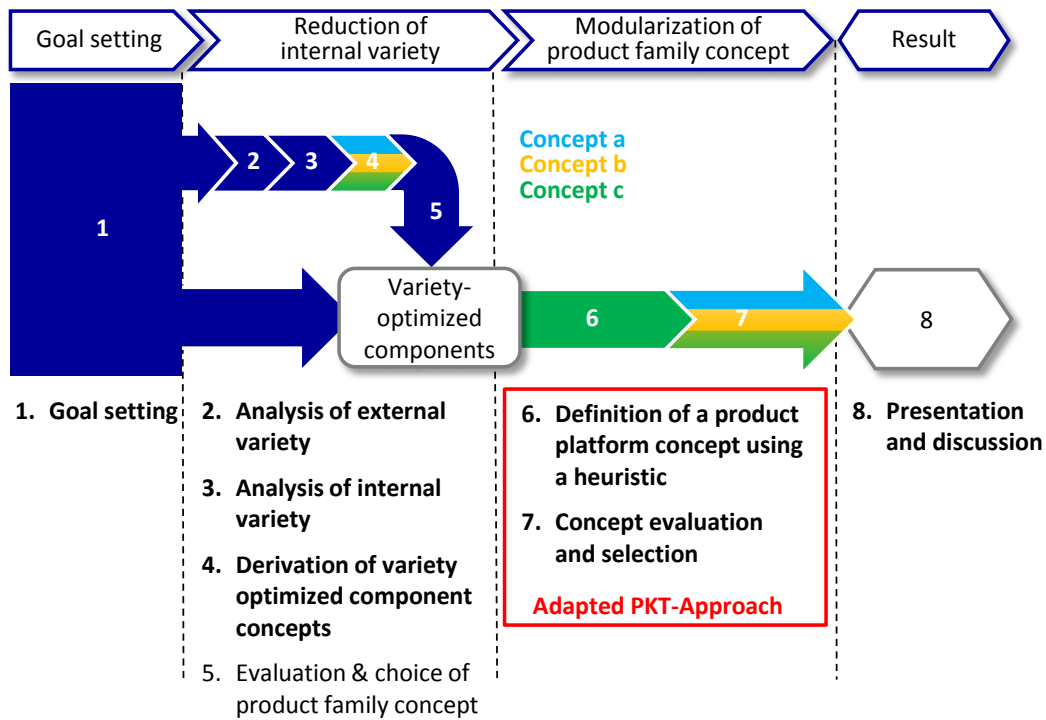 Goal setting
Reduction of
internal variety
Modularization of
product family concept
Result
2
3
4
Concept a
Concept b
Concept c
1
5
Variety-
optimized
components
6
7
8
1. Goal setting
2. Analysis of external
variety
3. Analysis of internal
variety
4. Derivation of variety
optimized component
concepts
5. Evaluation & choice of
product family concept
6. Definition of a product
platform concept using
a heuristic
7. Concept evaluation
and selection
Adapted PKT-Approach
8. Presentation
and discussion